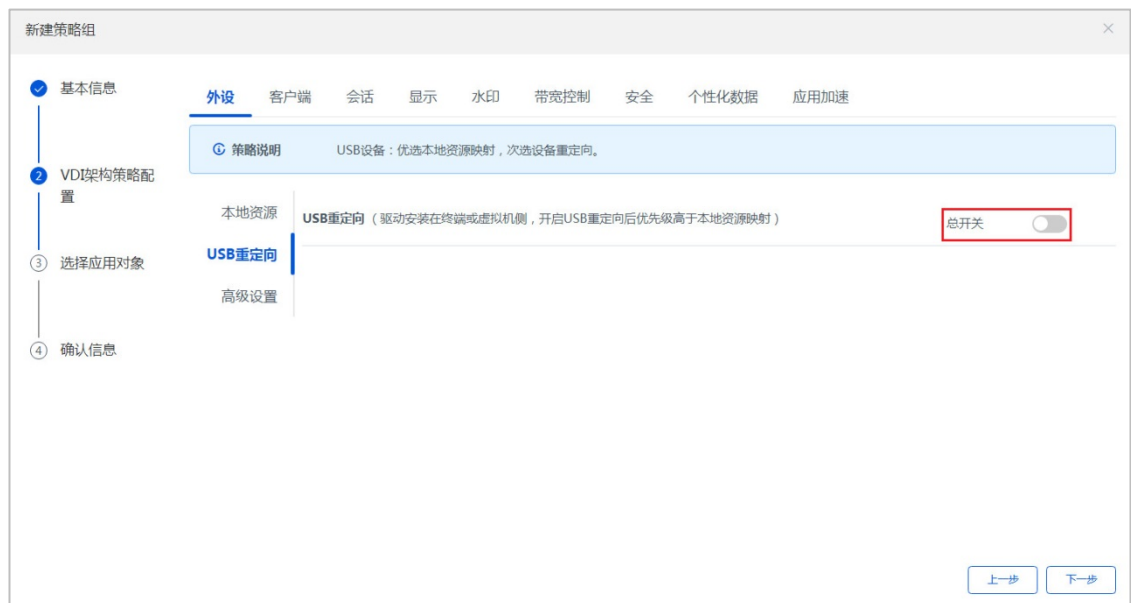 新建策略组
基本信息
2 VDI架构策略配
置
3 选择应用对象
4 确认信息
外设 客户端 会话 显示 水印 带宽控制 安全 个性化数据 应用加速
策略说明 USB设备：优选本地资源映射，次选设备重定向。
本地资源
USB重定向
高级设置
USB重定向（驱动安装在终端或虚拟机侧，开启USB重定向后优先级高于本地资源映射） 总开关
上一步 下一步